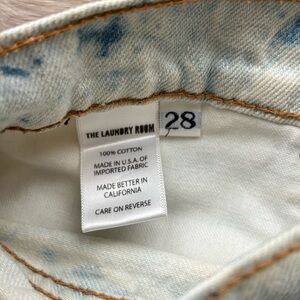 THE LAUNDRY ROOM
100% COTTON
MADE IN U.S.A. OF
IMPORTED FABRIC
MADE BETTER IN
CALIFORNIA
CARE ON REVERSE
28